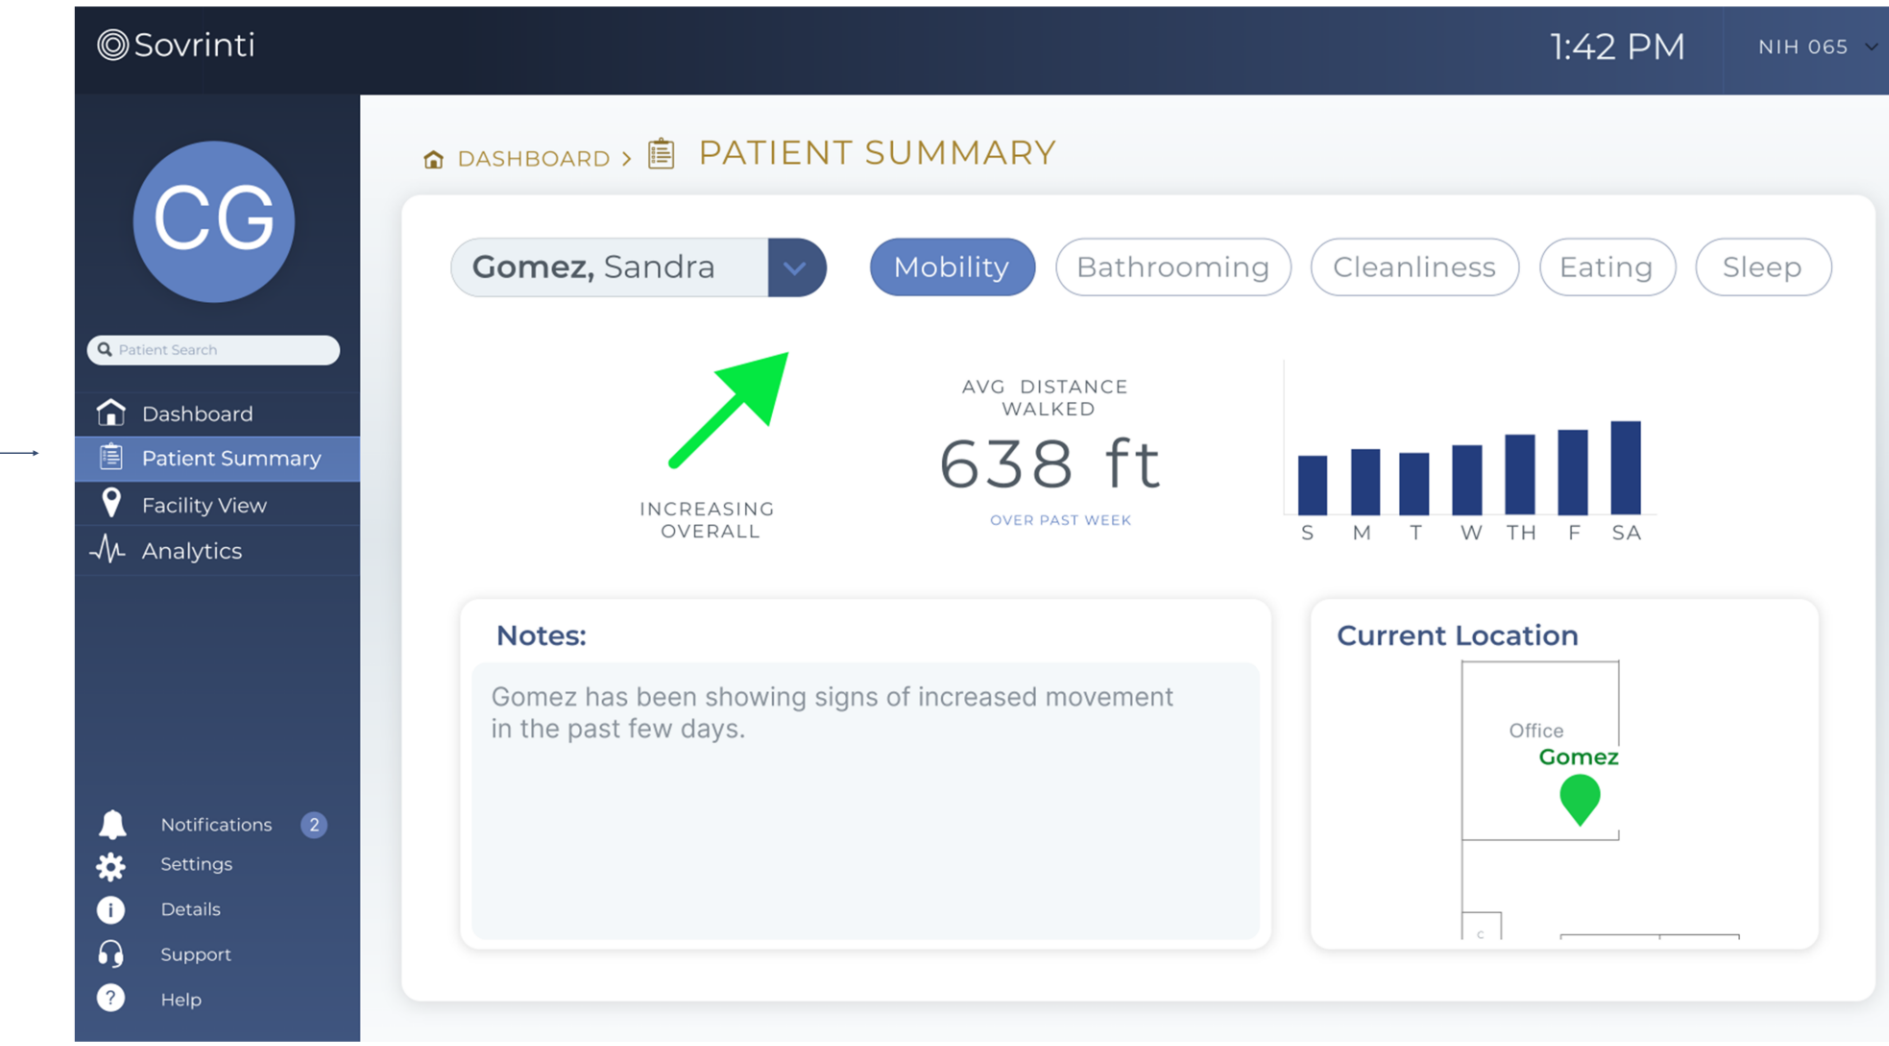 Sovrinti
1:42 PM
NIH 065
CG
Patient Search
Dashboard
Patient Summary
Facility View
Analytics
Notifications 2
Settings
Details
Support
Help
DASHBOARD > PATIENT SUMMARY
Gomez, Sandra
Mobility
Bathrooming
Cleanliness
Eating
Sleep
INCREASING
OVERALL
AVG DISTANCE
WALKED
638 ft
OVER PAST WEEK
S M T W TH F SA
Notes:
Gomez has been showing signs of increased movement
in the past few days.
Current Location
Office
Gomez
C